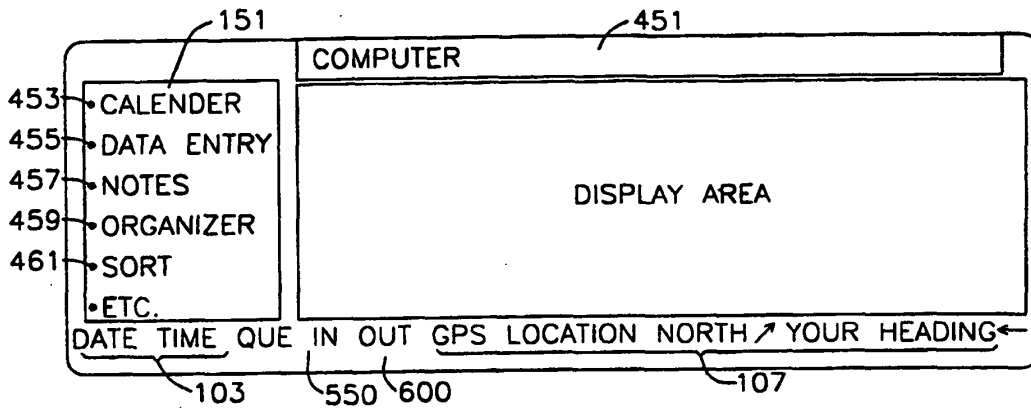 151
451
COMPUTER
453 • CALENDER
455 • DATA ENTRY
457 • NOTES
459 • ORGANIZER
461 • SORT
• ETC.
DISPLAY AREA
DATE TIME QUE IN OUT GPS LOCATION NORTH↗ YOUR HEADING←
103
550
600
107